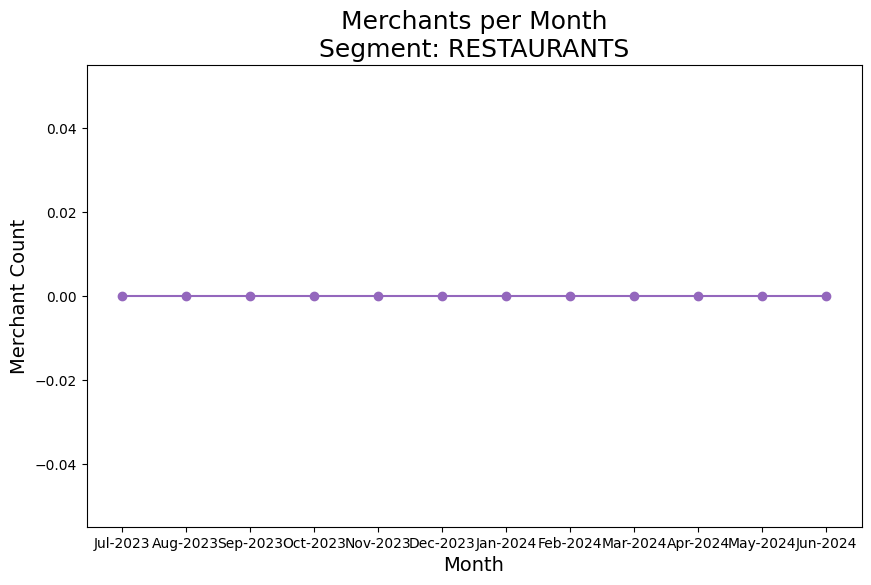 Merchants per Month
Segment: RESTAURANTS
Merchant Count
0.04
0.02
0.00
−0.02
−0.04
Jul-2023 Aug-2023 Sep-2023 Oct-2023 Nov-2023 Dec-2023 Jan-2024 Feb-2024 Mar-2024 Apr-2024 May-2024 Jun-2024
Month